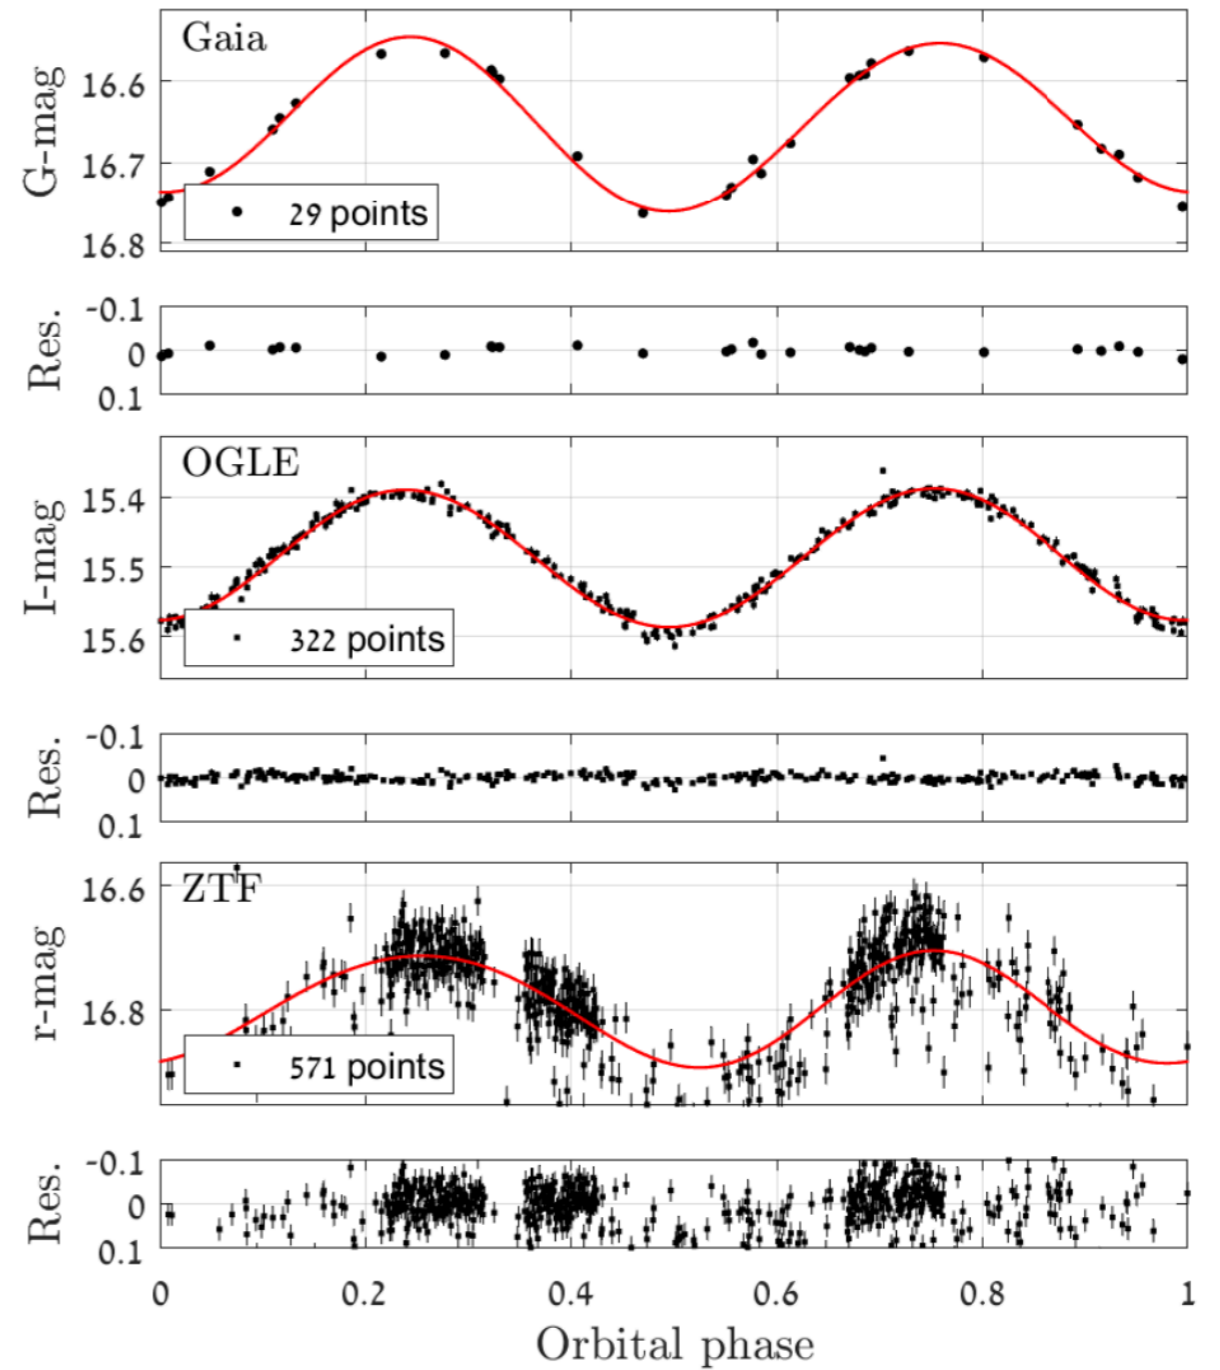 Gaia
G-mag
16.6
16.7
16.8
29 points
Res.
-0.1
0
0.1
OGLE
I-mag
15.4
15.5
15.6
322 points
Res.
-0.1
0
0.1
ZTF
r-mag
16.6
16.8
571 points
Res.
-0.1
0
0.1
0 0.2 0.4 0.6 0.8 1
Orbital phase